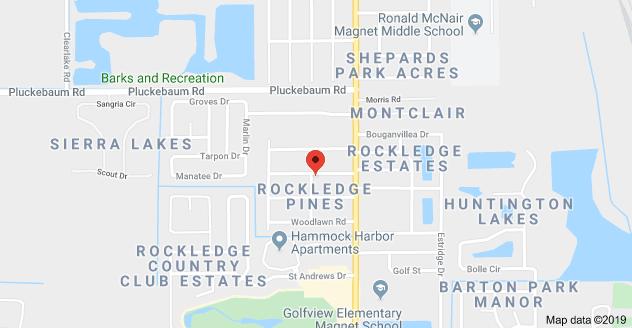 Ronald McNair
Magnet Middle School
Clearlake Rd
SHEPARDS
PARK ACRES
Barks and Recreation
Pluckebaum Rd
Pluckebaum Rd
Pluckebaum Rd
Groves Dr
Sangria Cir
Morris Rd
MONTCLAIR
Marlin Dr
Bouganvillea Dr
SIERRA LAKES
Tarpon Dr
ROCKLEDGE
ESTATES
Scout Dr
Manatee Dr
ROCKLEDGE
PINES
HUNTINGTON
LAKES
Woodlawn Rd
Hammock Harbor
Apartments
Estridge Dr
ROCKLEDGE
COUNTRY
CLUB ESTATES
St Andrews Dr
Golf St
Bolle Cir
BARTON PARK
MANOR
Golfview Elementary
Magnet School
Map data ©2019